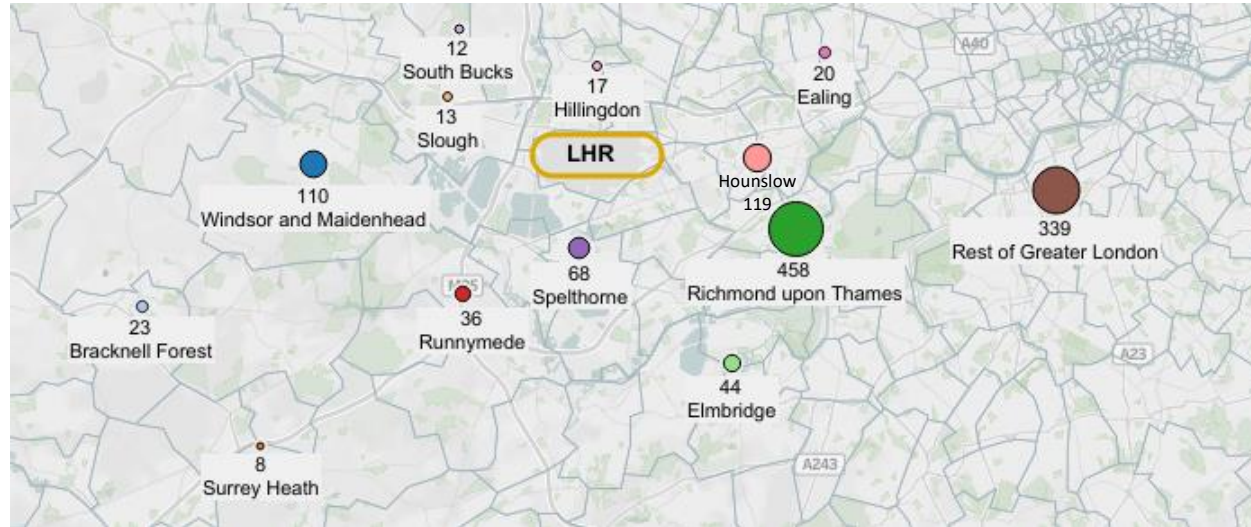 12
South Bucks
13
Slough
17
Hillingdon
20
Ealing
A40
LHR
110
Windsor and Maidenhead
Hounslow
119
339
Rest of Greater London
68
Spelthorne
458
Richmond upon Thames
M25
36
Runnymede
23
Bracknell Forest
44
Elmbridge
A23
8
Surrey Heath
A243